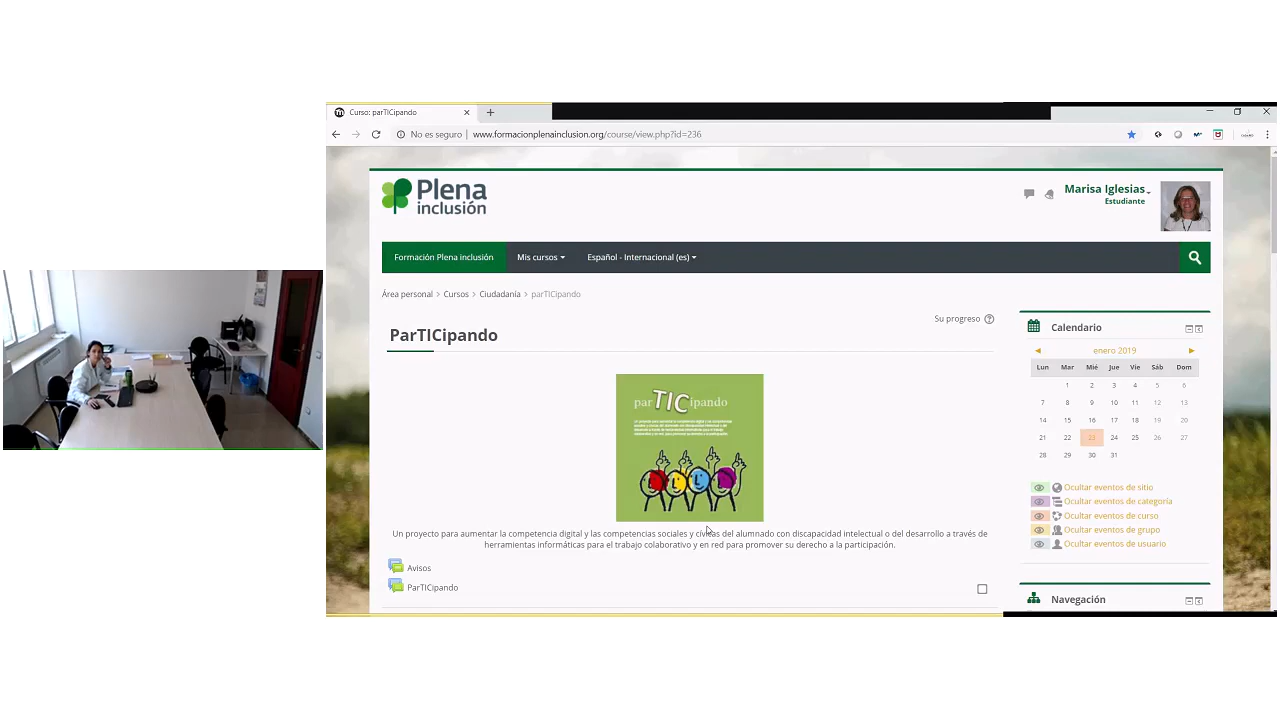 Curso: parTICipando
No es seguro | www.formacionplenainclusion.org/course/view.php?id=236
Plena
inclusión
Marisa Iglesias
Estudiante
Formación Plena inclusión Mis cursos Español - Internacional (es)
Área personal > Cursos > Ciudadanía > parTICipando
Su progreso
ParTICipando
parTICipando
Un proyecto para aumentar la competencia digital y las competencias sociales y cívicas del alumnado con discapacidad intelectual o del desarrollo a través de
herramientas informáticas para el trabajo colaborativo y en red para promover su derecho a la participación.
Avisos
ParTICipando
Calendario
enero 2019
Lun Mar Mié Jue Vie Sáb Dom
1 2 3 4 5 6
7 8 9 10 11 12 13
14 15 16 17 18 19 20
21 22 23 24 25 26 27
28 29 30 31
Ocultar eventos de sitio
Ocultar eventos de categoría
Ocultar eventos de curso
Ocultar eventos de grupo
Ocultar eventos de usuario
Navegación